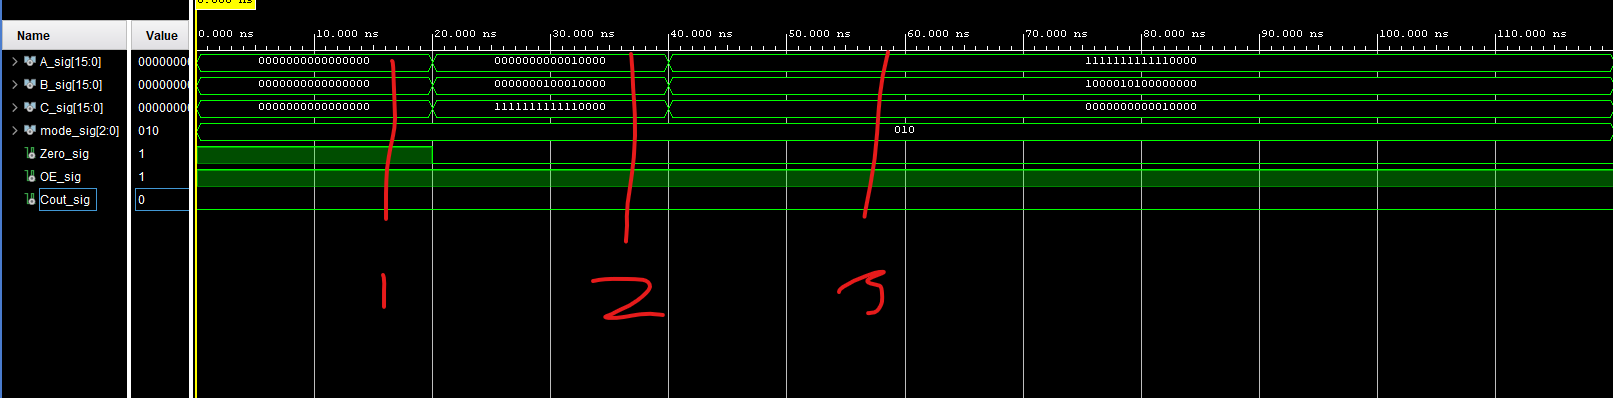 0.000 ns
Name Value 0.000 ns 10.000 ns 20.000 ns 30.000 ns 40.000 ns 50.000 ns 60.000 ns 70.000 ns 80.000 ns 90.000 ns 100.000 ns 110.000 ns
A_sig[15:0] 00000000 0000000000000000 0000000000010000 1111111111110000
B_sig[15:0] 00000000 0000000000000000 0000000100010000 1000010100000000
C_sig[15:0] 00000000 0000000000000000 1111111111110000 0000000000010000
mode_sig[2:0] 010 010
Zero_sig 1
OE_sig 1
Cout_sig 0
1 2 3